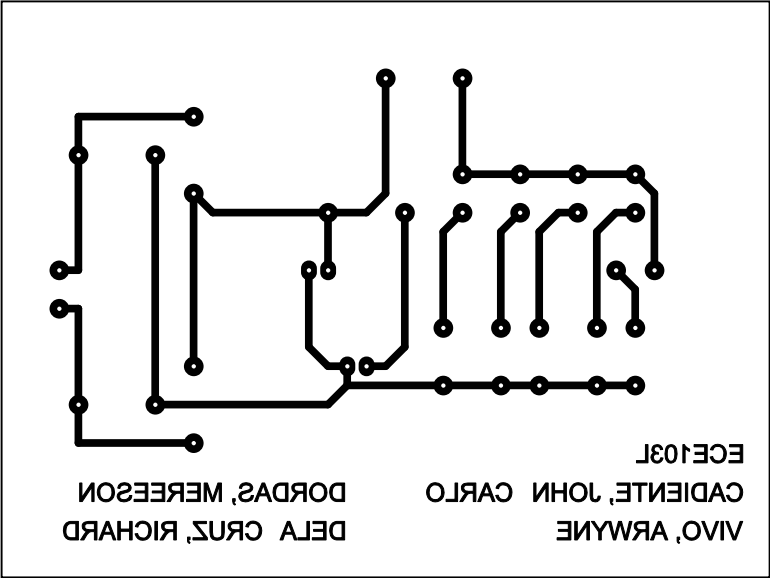 ECE103L
CADIENTE, JOHN CARLO
DORDAS, MEREESON
VIVO, ARWYNE
DELA CRUZ, RICHARD